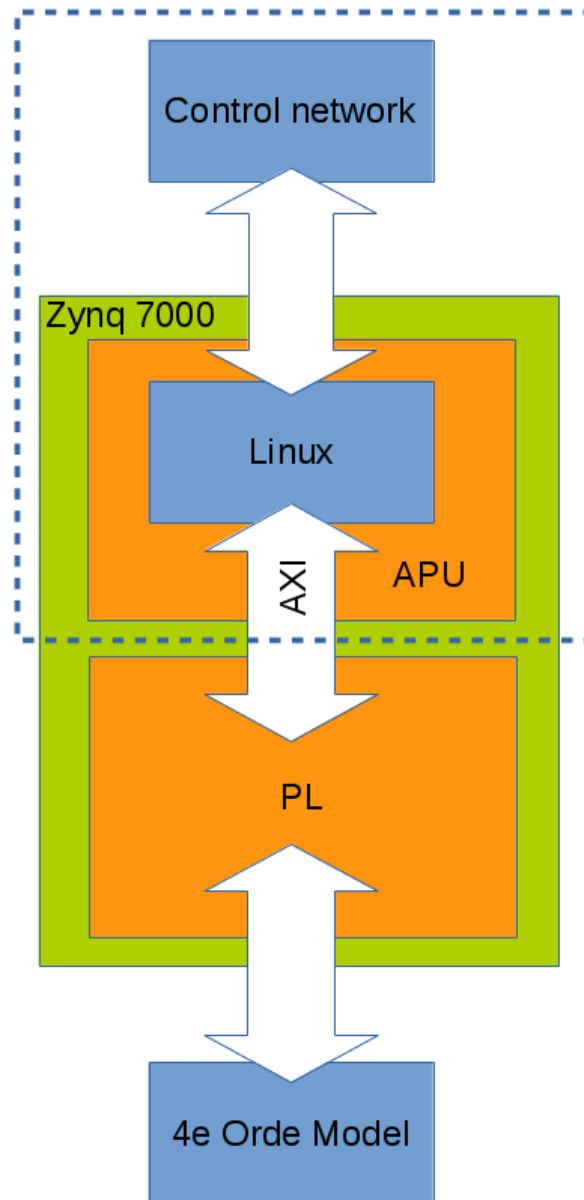 Control network
Zynq 7000
Linux
AXI
APU
PL
4e Orde Model